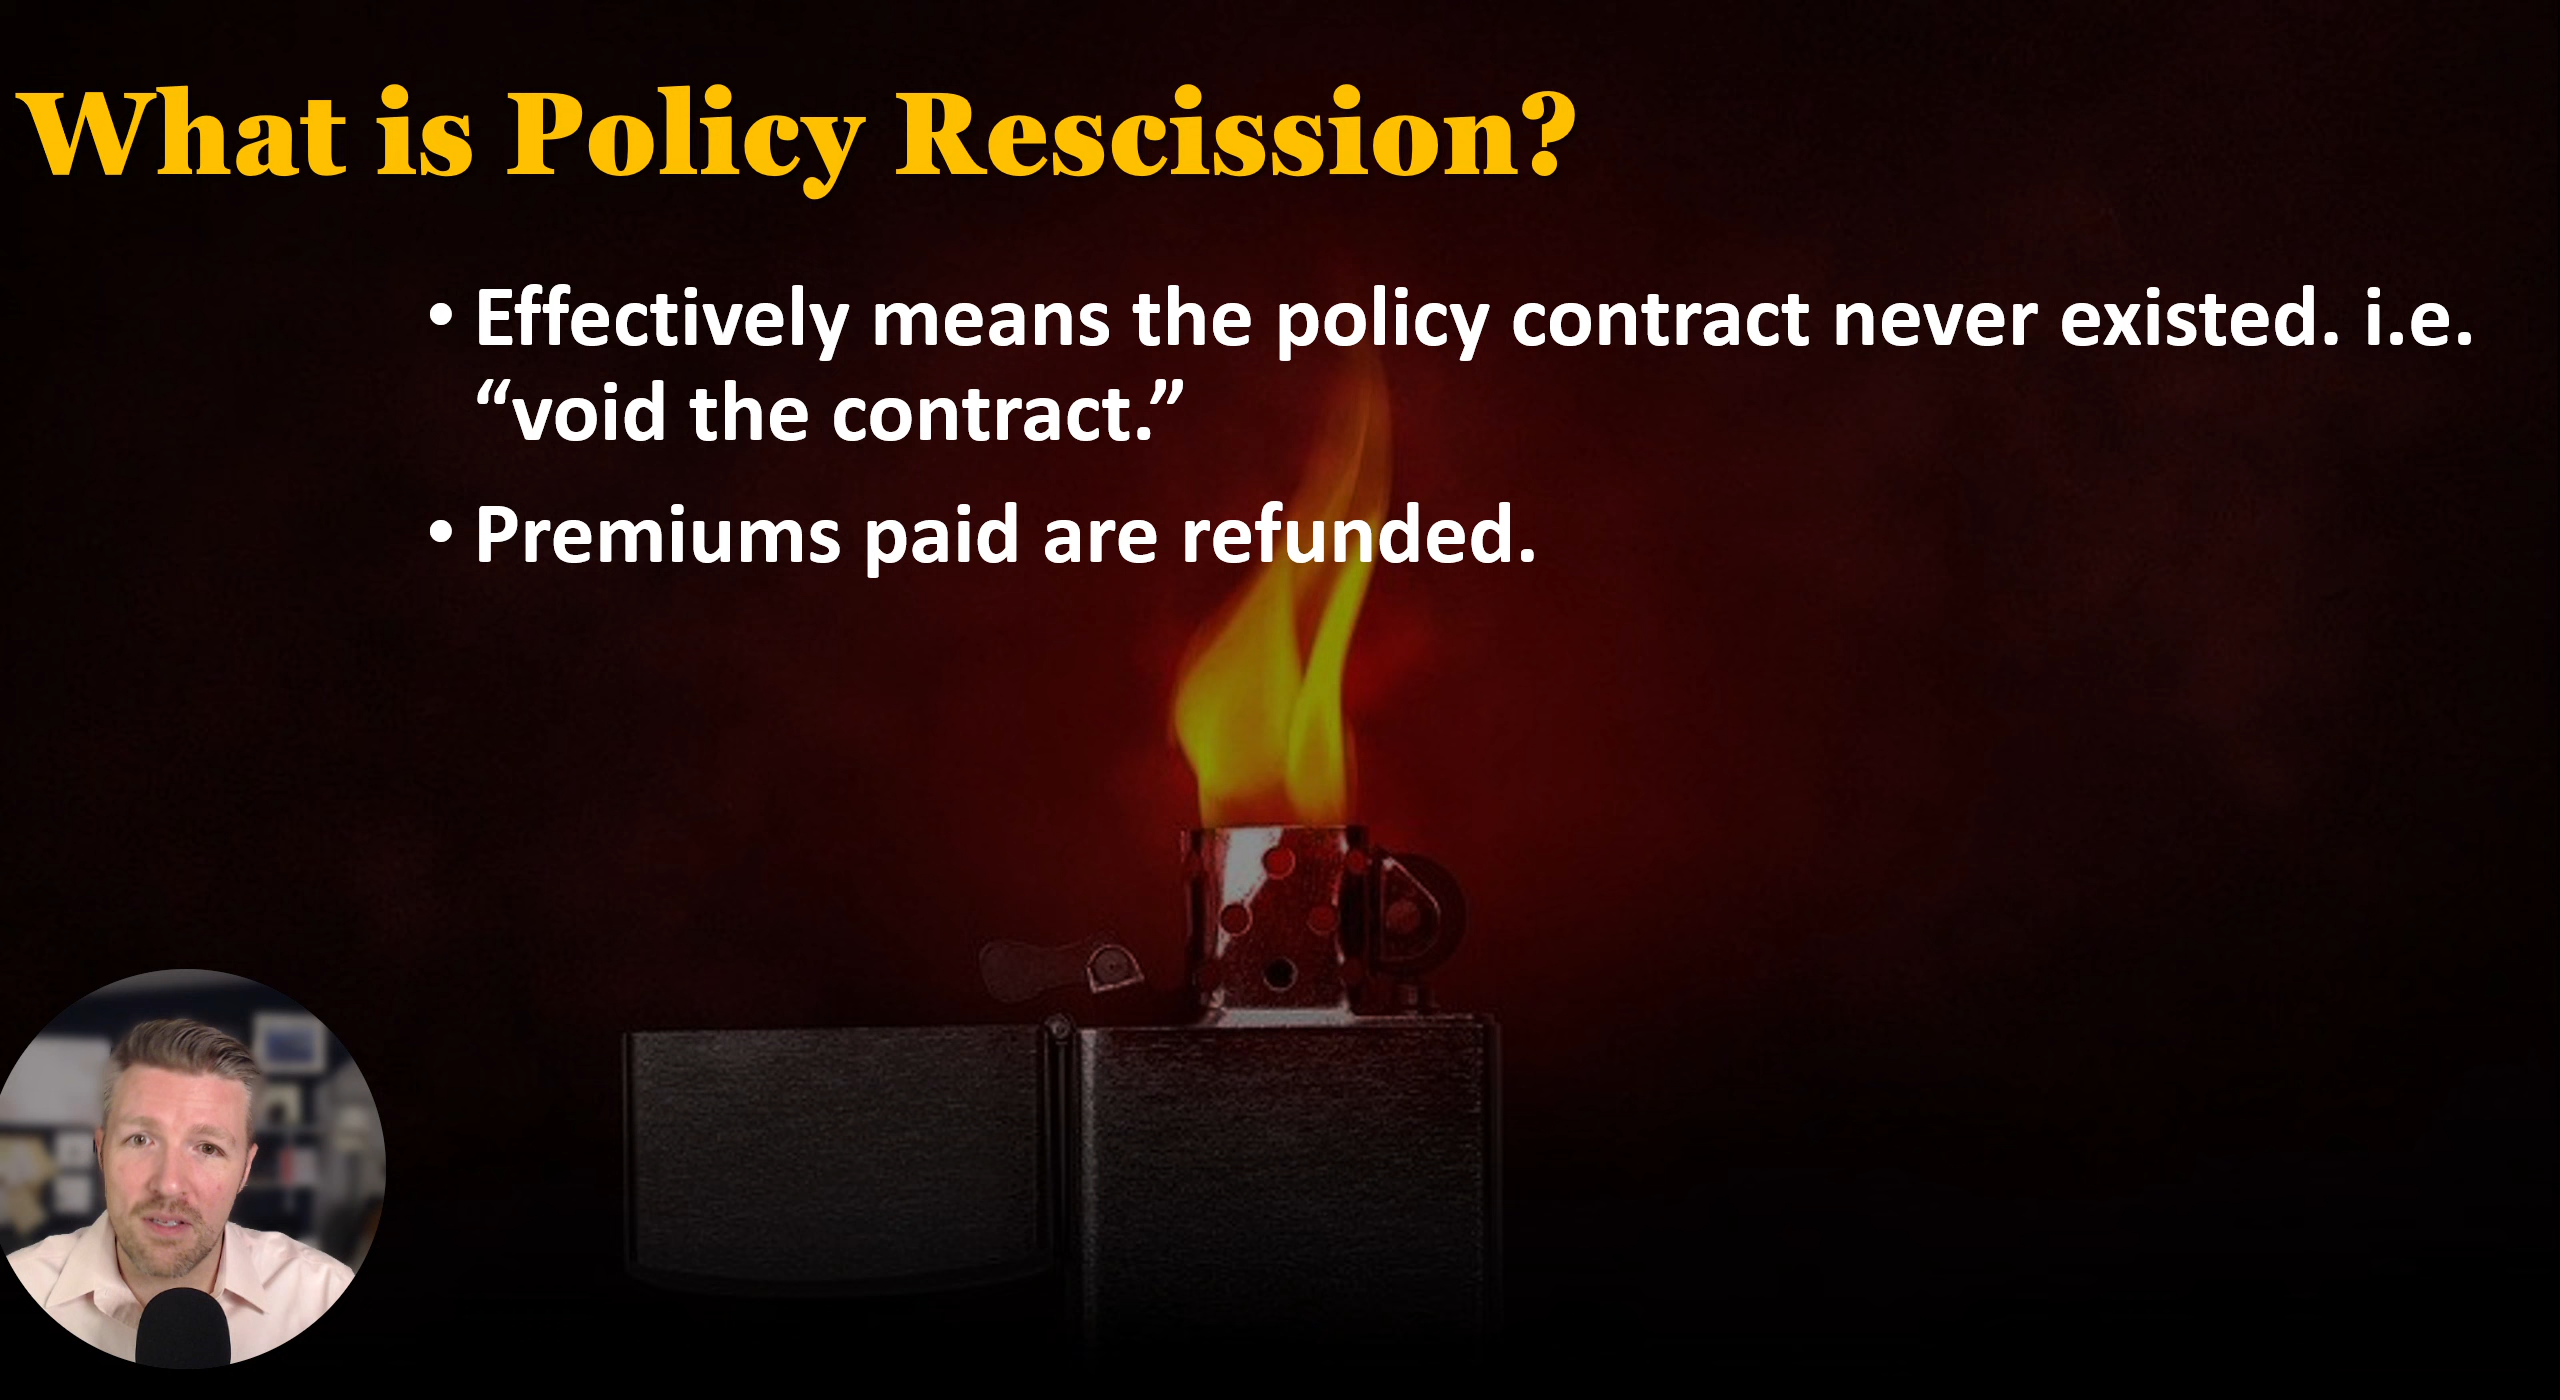 What is Policy Rescission?
• Effectively means the policy contract never existed. i.e.
“void the contract.”
• Premiums paid are refunded.